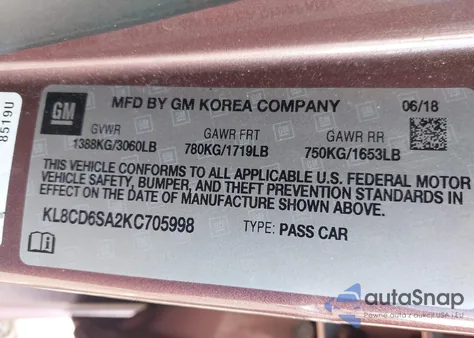 8519U
GM
MFD BY GM KOREA COMPANY
06/18
GVWR
GAWR FRT
GAWR RR
1388KG/3060LB
780KG/1719LB
750KG/1653LB
THIS VEHICLE CONFORMS TO ALL APPLICABLE U.S. FEDERAL MOTOR
VEHICLE SAFETY, BUMPER, AND THEFT PREVENTION STANDARDS IN
EFFECT ON THE DATE OF MANUFACTURE SHOWN ABOVE.
KL8CD6SA2KC705998
TYPE: PASS CAR
autoSnap